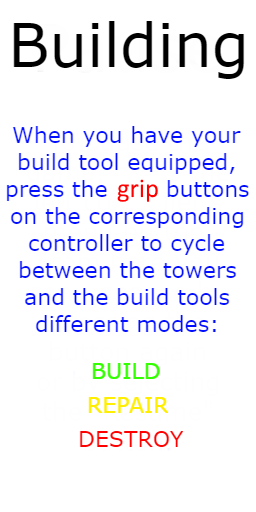 Building
When you have your
build tool equipped,
press the grip buttons
on the corresponding
controller to cycle
between the towers
and the build tools
different modes:
BUILD
REPAIR
DESTROY